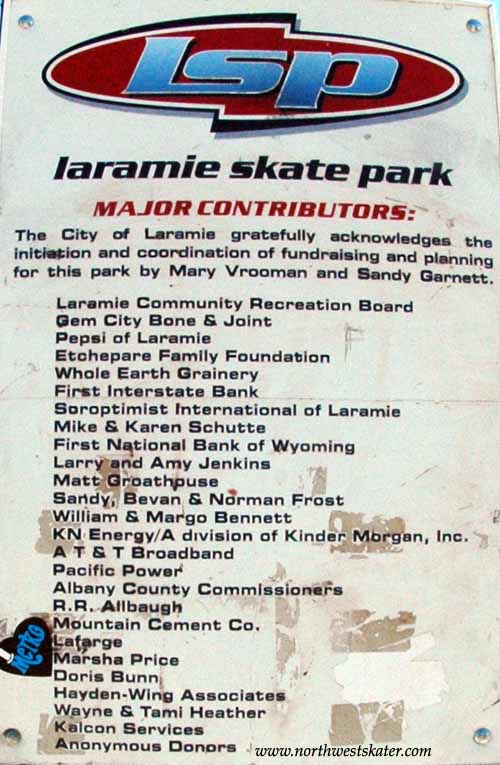 lsp
laramie skate park
MAJOR CONTRIBUTORS:
The City of Laramie gratefully acknowledges the
initiation and coordination of fundraising and planning
for this park by Mary Vrooman and Sandy Garnett.
Laramie Community Recreation Board
Gem City Bone & Joint
Pepsi of Laramie
Etchepare Family Foundation
Whole Earth Grainery
First Interstate Bank
Soroptimist International of Laramie
Mike & Karen Schutte
First National Bank of Wyoming
Larry and Amy Jenkins
Matt Groathouse
Sandy, Bevan & Norman Frost
William & Margo Bennett
KN Energy/A division of Kinder Morgan, Inc.
A T & T Broadband
Pacific Power
Albany County Commissioners
R.R. Allbaugh
Mountain Cement Co.
Lafarge
METRO
Marsha Price
Doris Bunn
Hayden-Wing Associates
Wayne & Tami Heather
Kalcon Services
Anonymous Donors
www.northwestskater.com